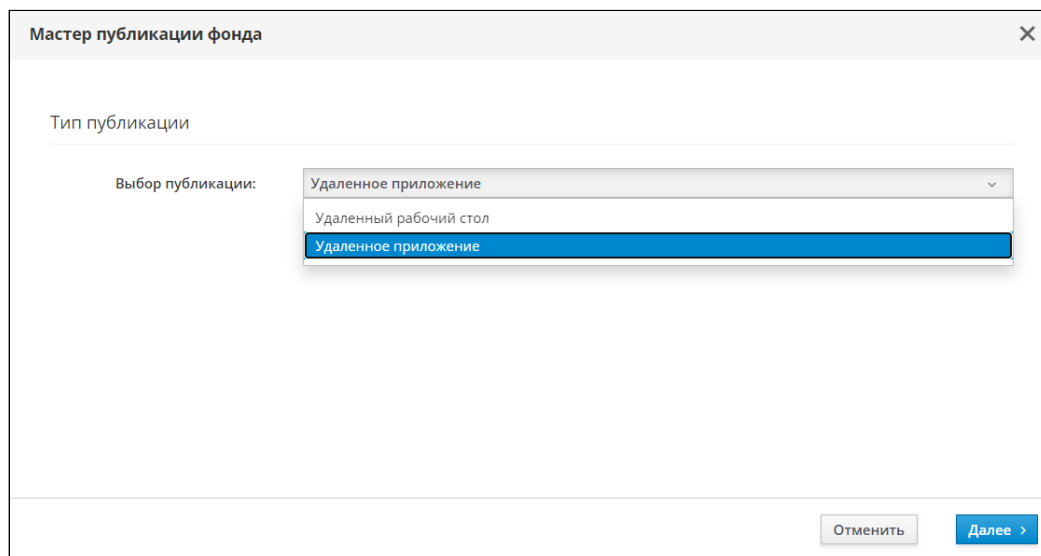 Мастер публикации фонда
Тип публикации
Выбор публикации:
Удаленное приложение
Удаленный рабочий стол
Удаленное приложение
Отменить
Далее